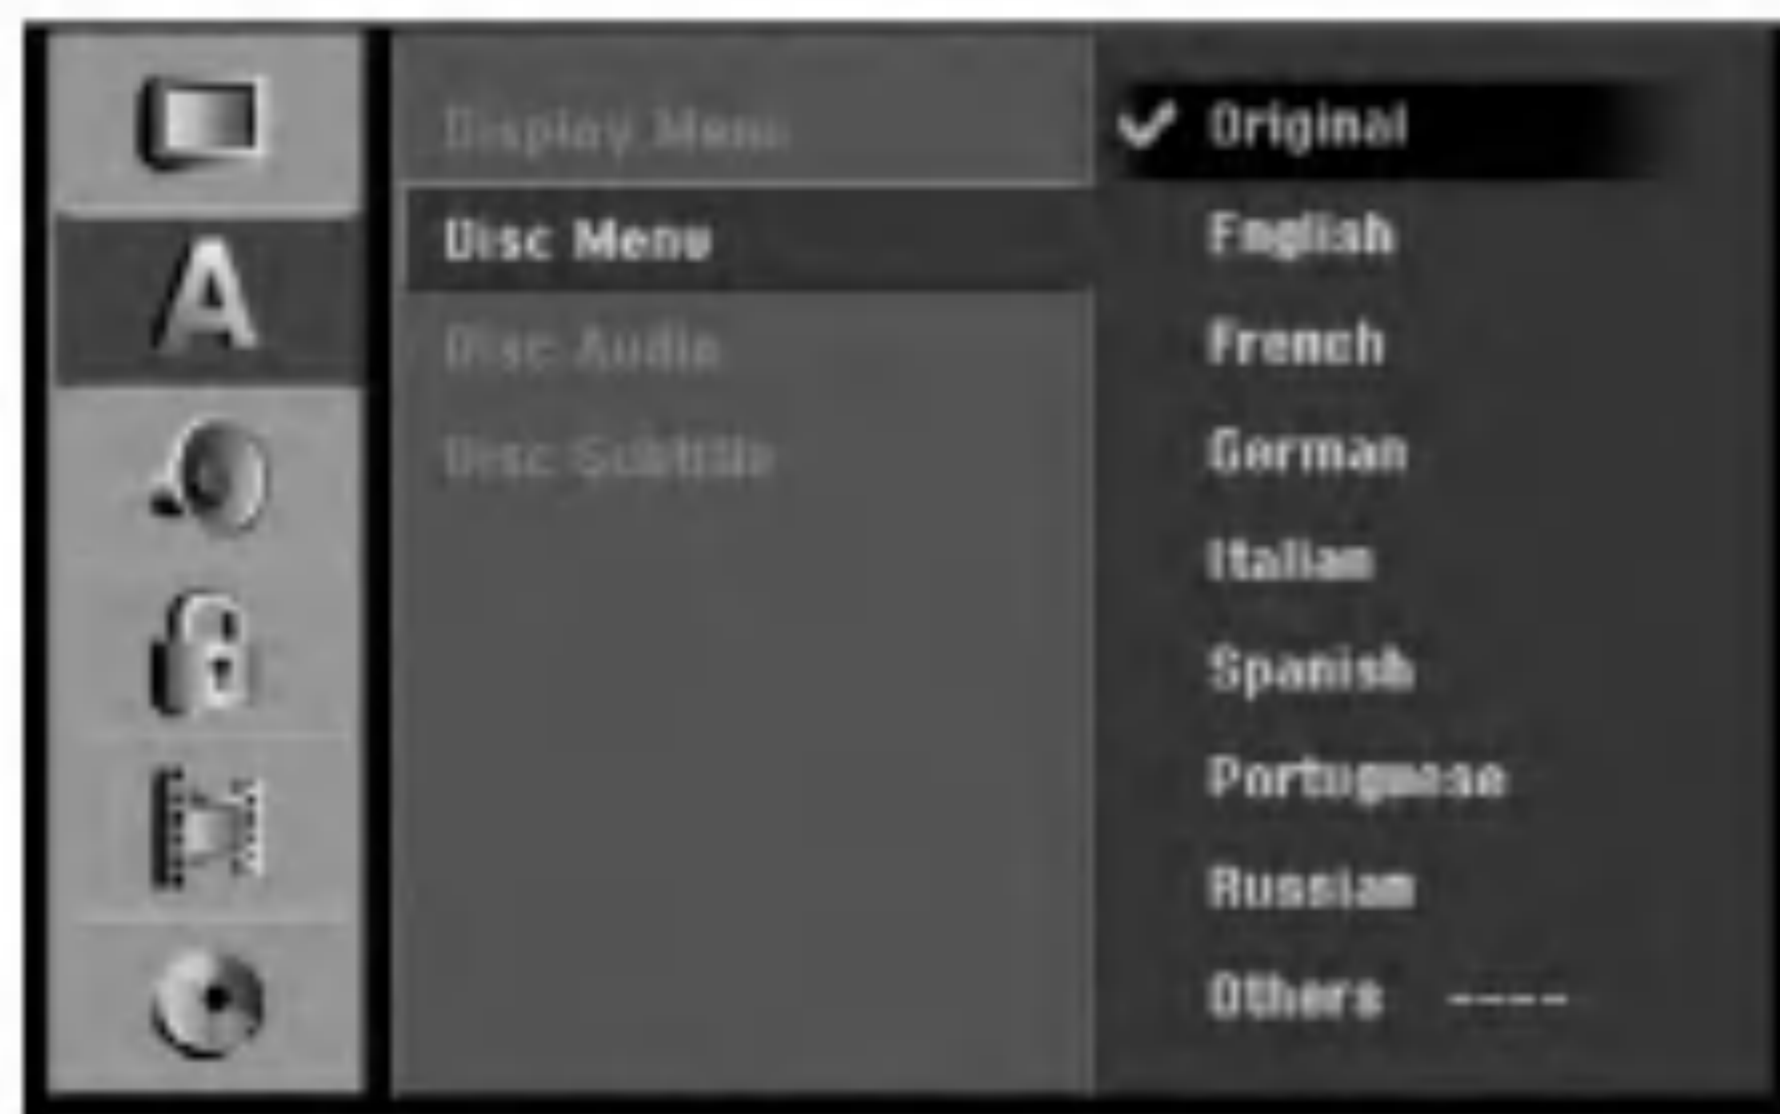 A
Display Menu
Disc Menu
Disc Audio
Disc Subtitle
Original
English
French
German
Italian
Spanish
Portuguese
Russian
Others ----